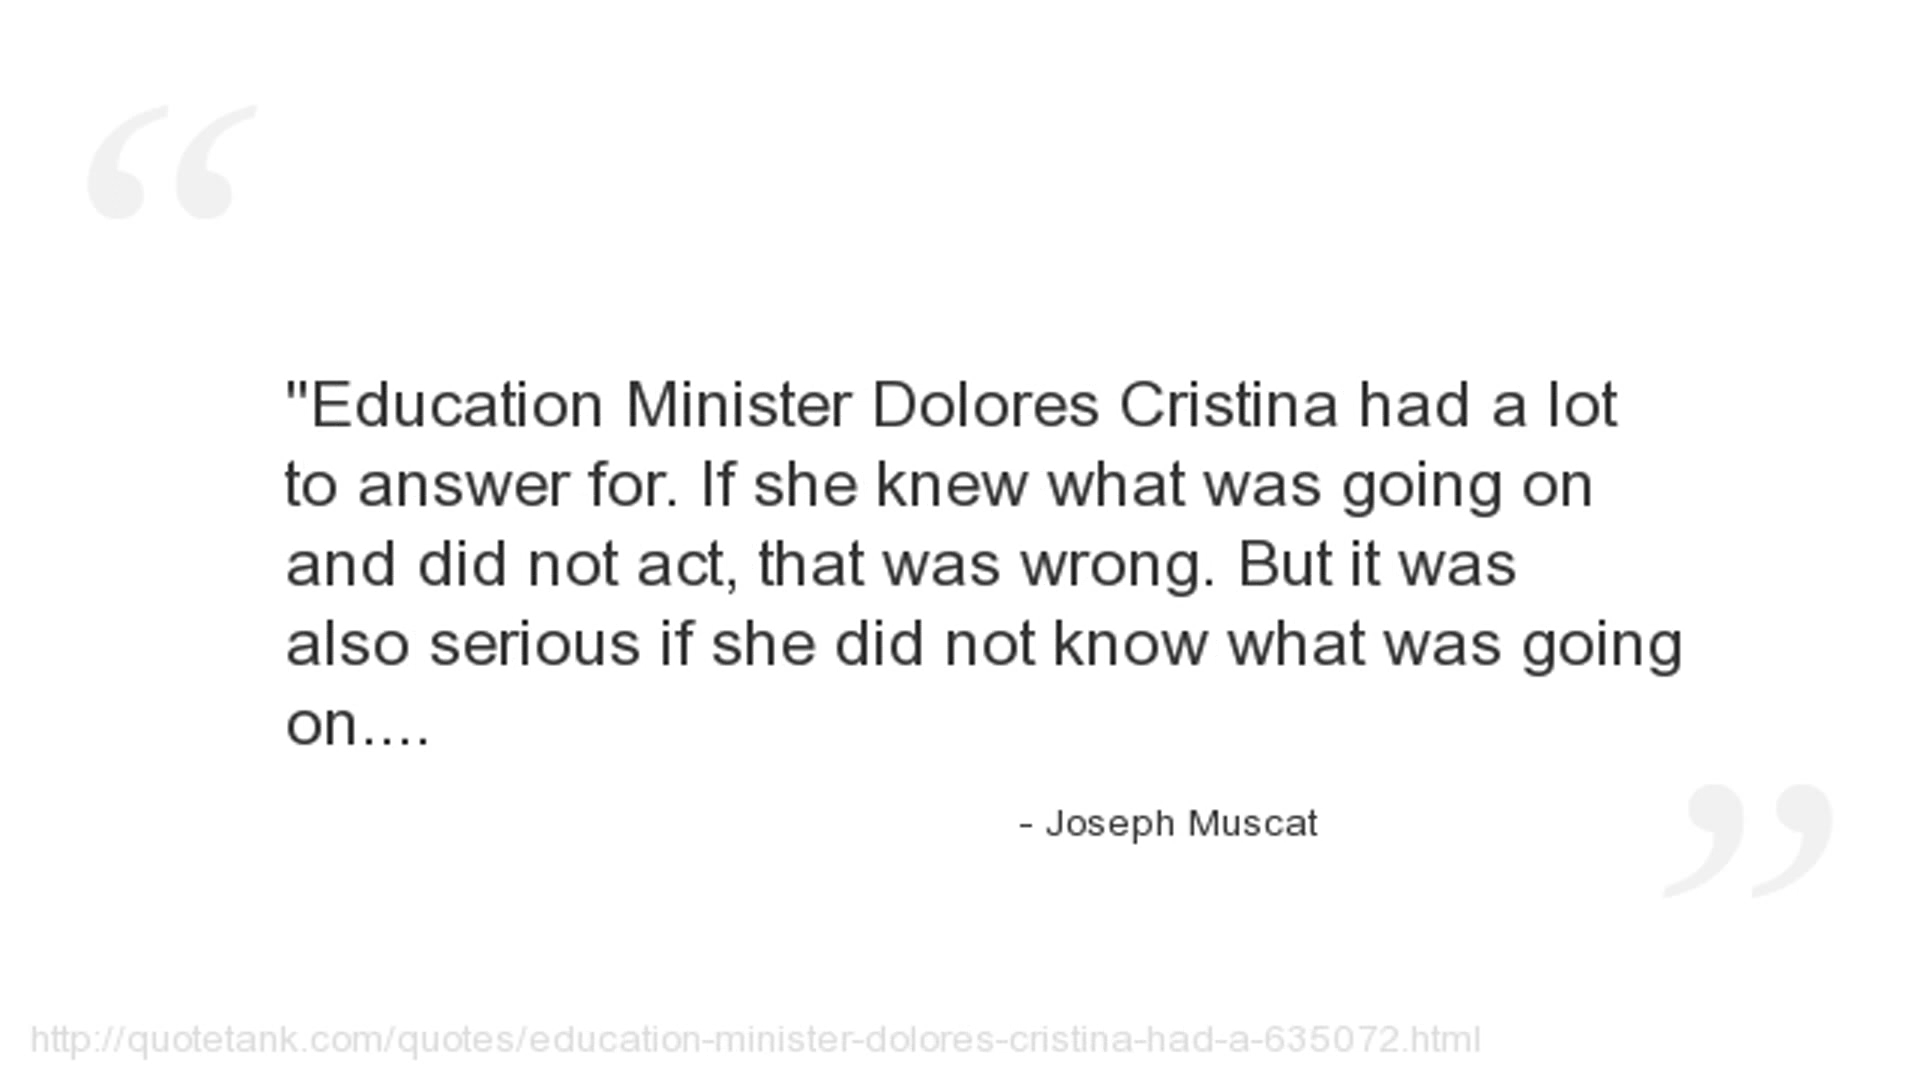 "Education Minister Dolores Cristina had a lot
to answer for. If she knew what was going on
and did not act, that was wrong. But it was
also serious if she did not know what was going
on....
- Joseph Muscat
http://quotetank.com/quotes/education-minister-dolores-cristina-had-a-635072.html